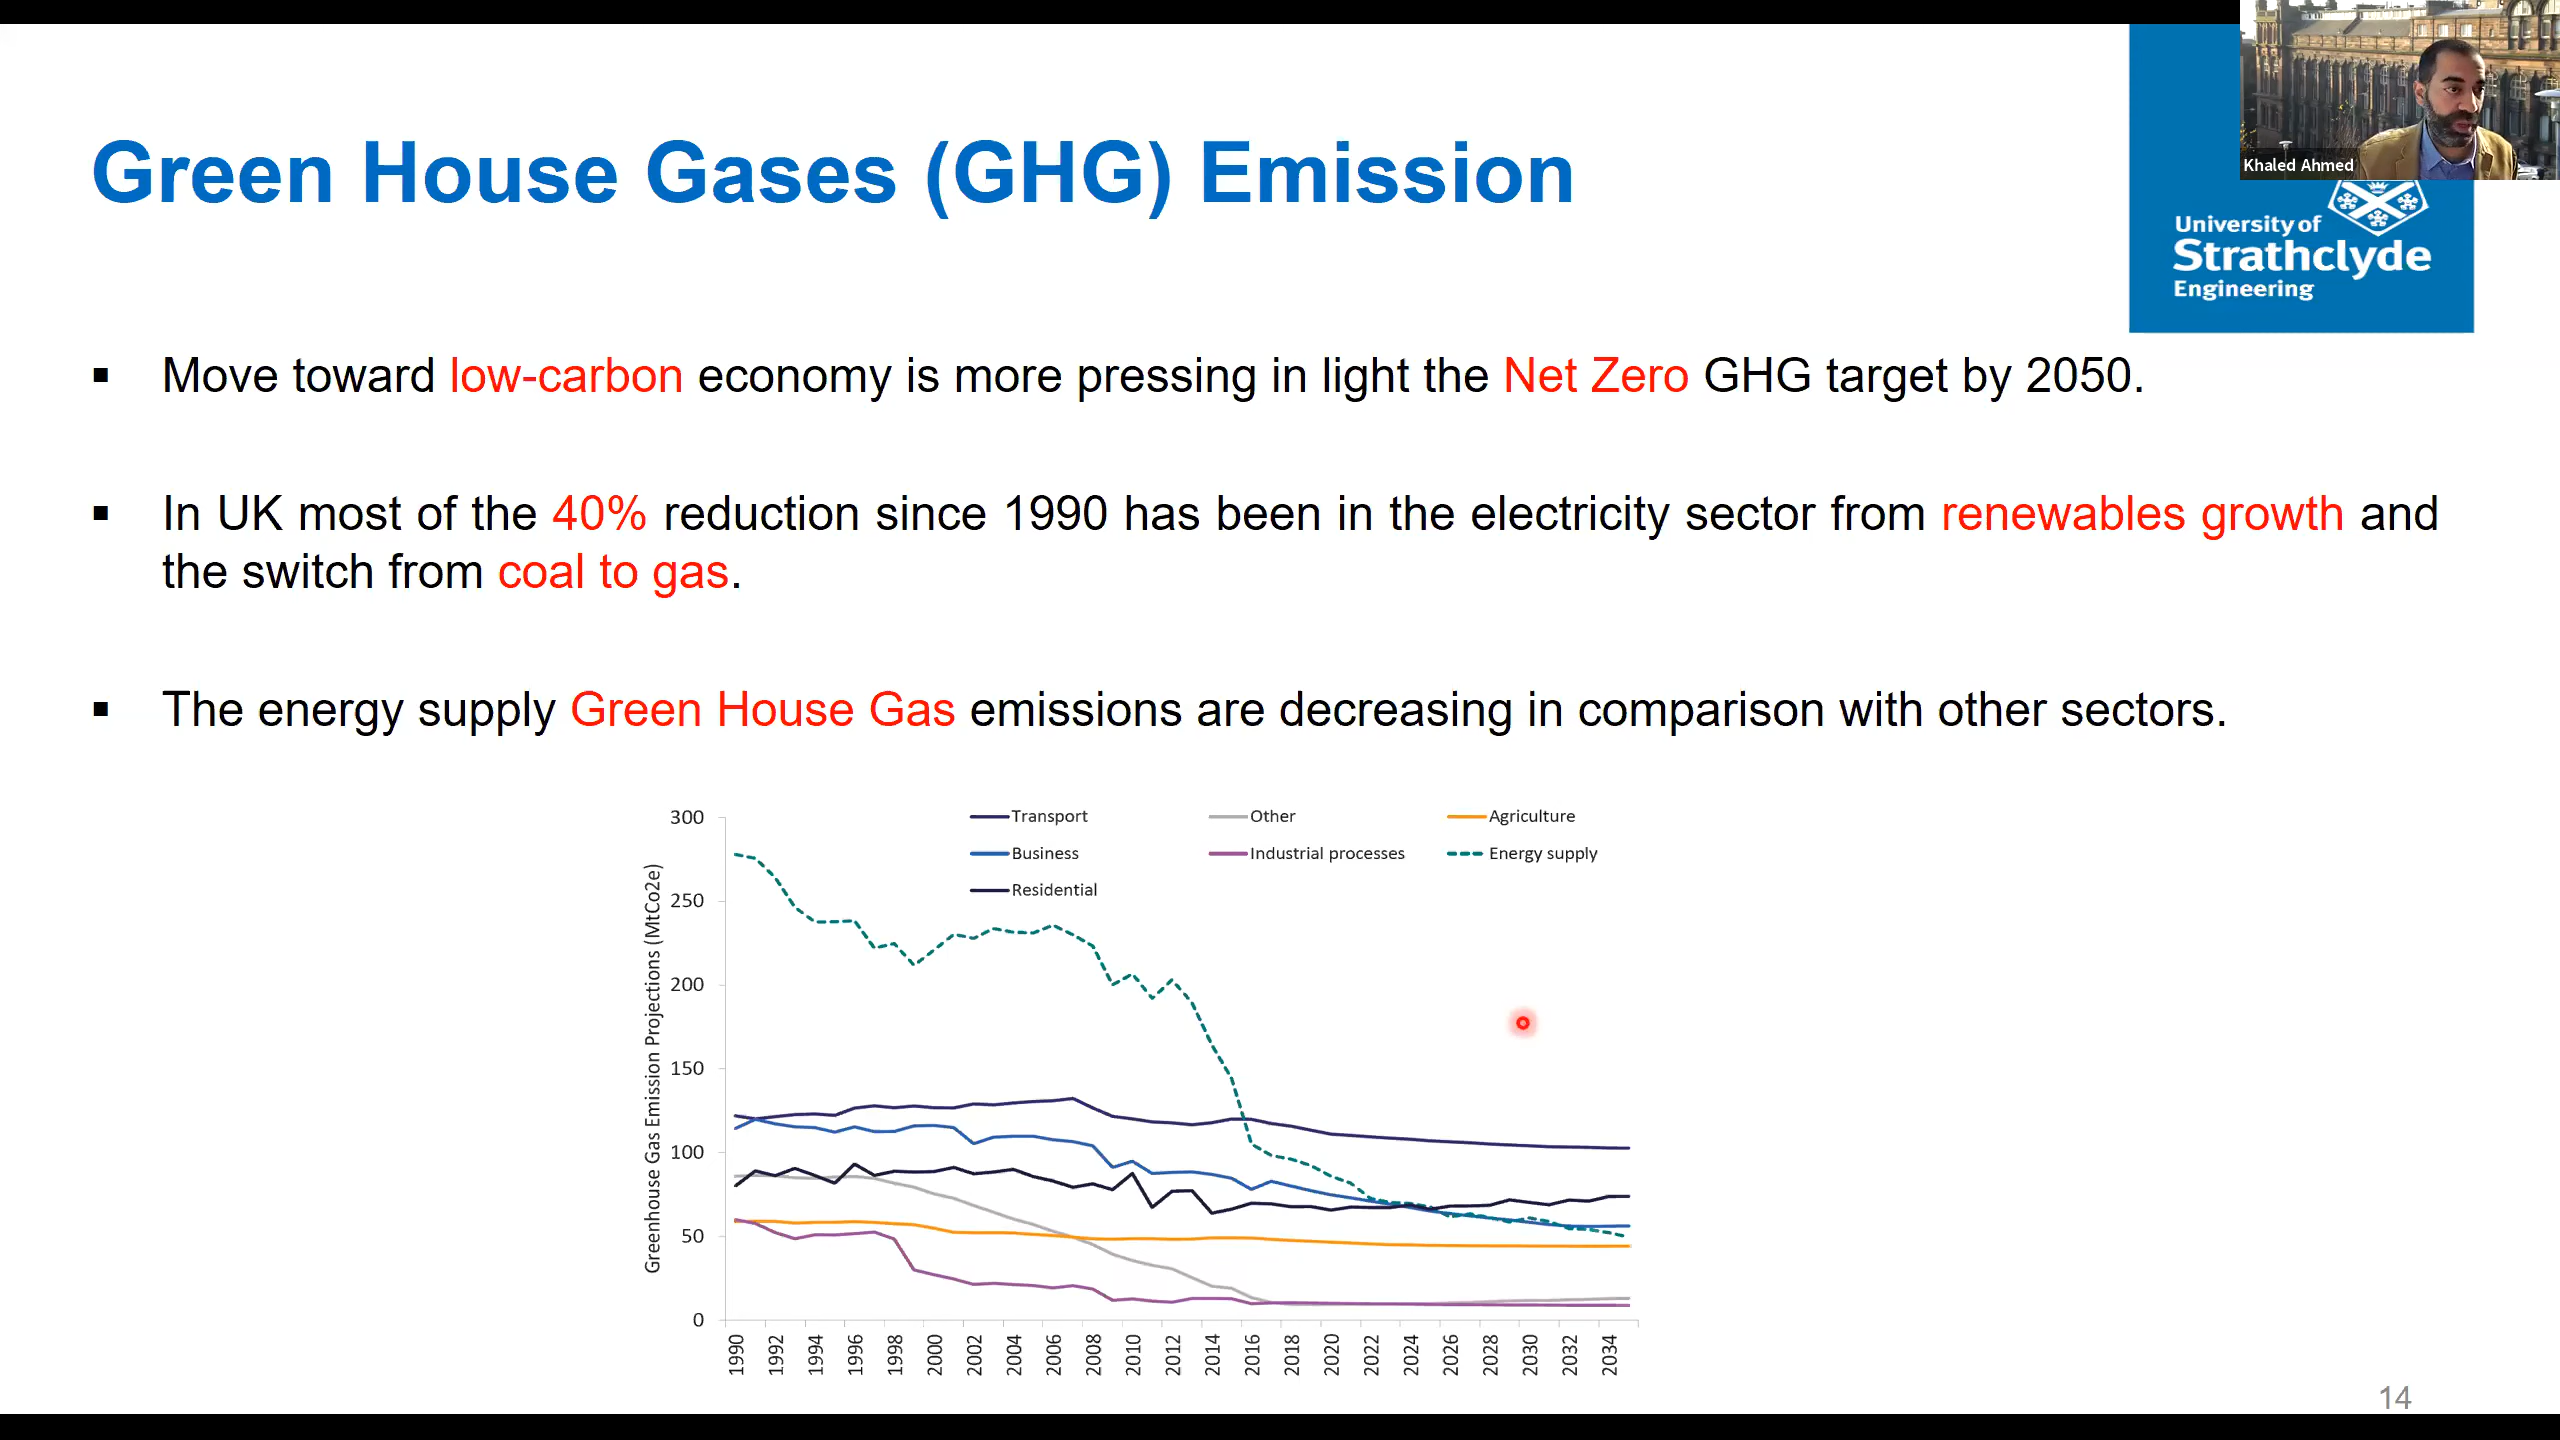 Khaled Ahmed
Green House Gases (GHG) Emission
University of
Strathclyde
Engineering
▪ Move toward low-carbon economy is more pressing in light the Net Zero GHG target by 2050.
▪ In UK most of the 40% reduction since 1990 has been in the electricity sector from renewables growth and
the switch from coal to gas.
▪ The energy supply Green House Gas emissions are decreasing in comparison with other sectors.
Transport Other Agriculture
Business Industrial processes Energy supply
Residential
Greenhouse Gas Emission Projections (MtCo2e)
300
250
200
150
100
50
0
1990 1992 1994 1996 1998 2000 2002 2004 2006 2008 2010 2012 2014 2016 2018 2020 2022 2024 2026 2028 2030 2032 2034
14